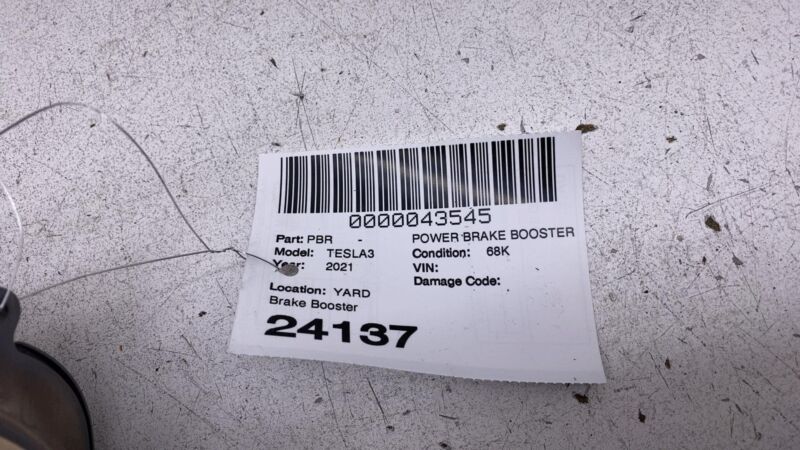 0000043545
Part: PBR - POWER BRAKE BOOSTER
Model: TESLA3 Condition: 68K
Year: 2021 VIN:
Damage Code:
Location: YARD
Brake Booster
24137